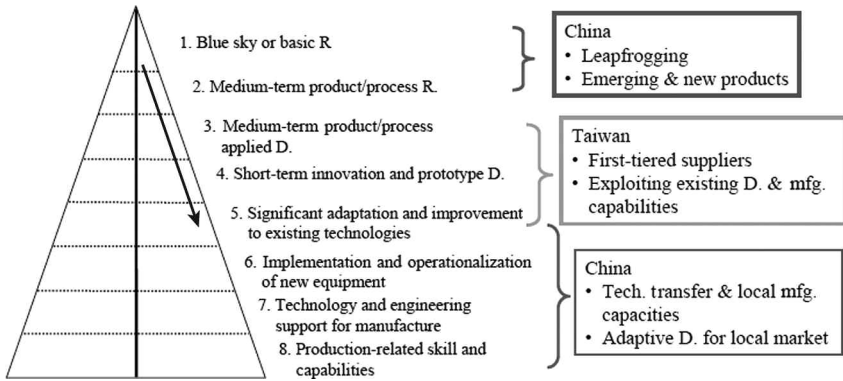 1. Blue sky or basic R
2. Medium-term product/process R.
3. Medium-term product/process
applied D.
4. Short-term innovation and prototype D.
5. Significant adaptation and improvement
to existing technologies
6. Implementation and operationalization
of new equipment
7. Technology and engineering
support for manufacture
8. Production-related skill and
capabilities
China
• Leapfrogging
• Emerging & new products
Taiwan
• First-tiered suppliers
• Exploiting existing D. & mfg.
capabilities
China
• Tech. transfer & local mfg.
capacities
• Adaptive D. for local market